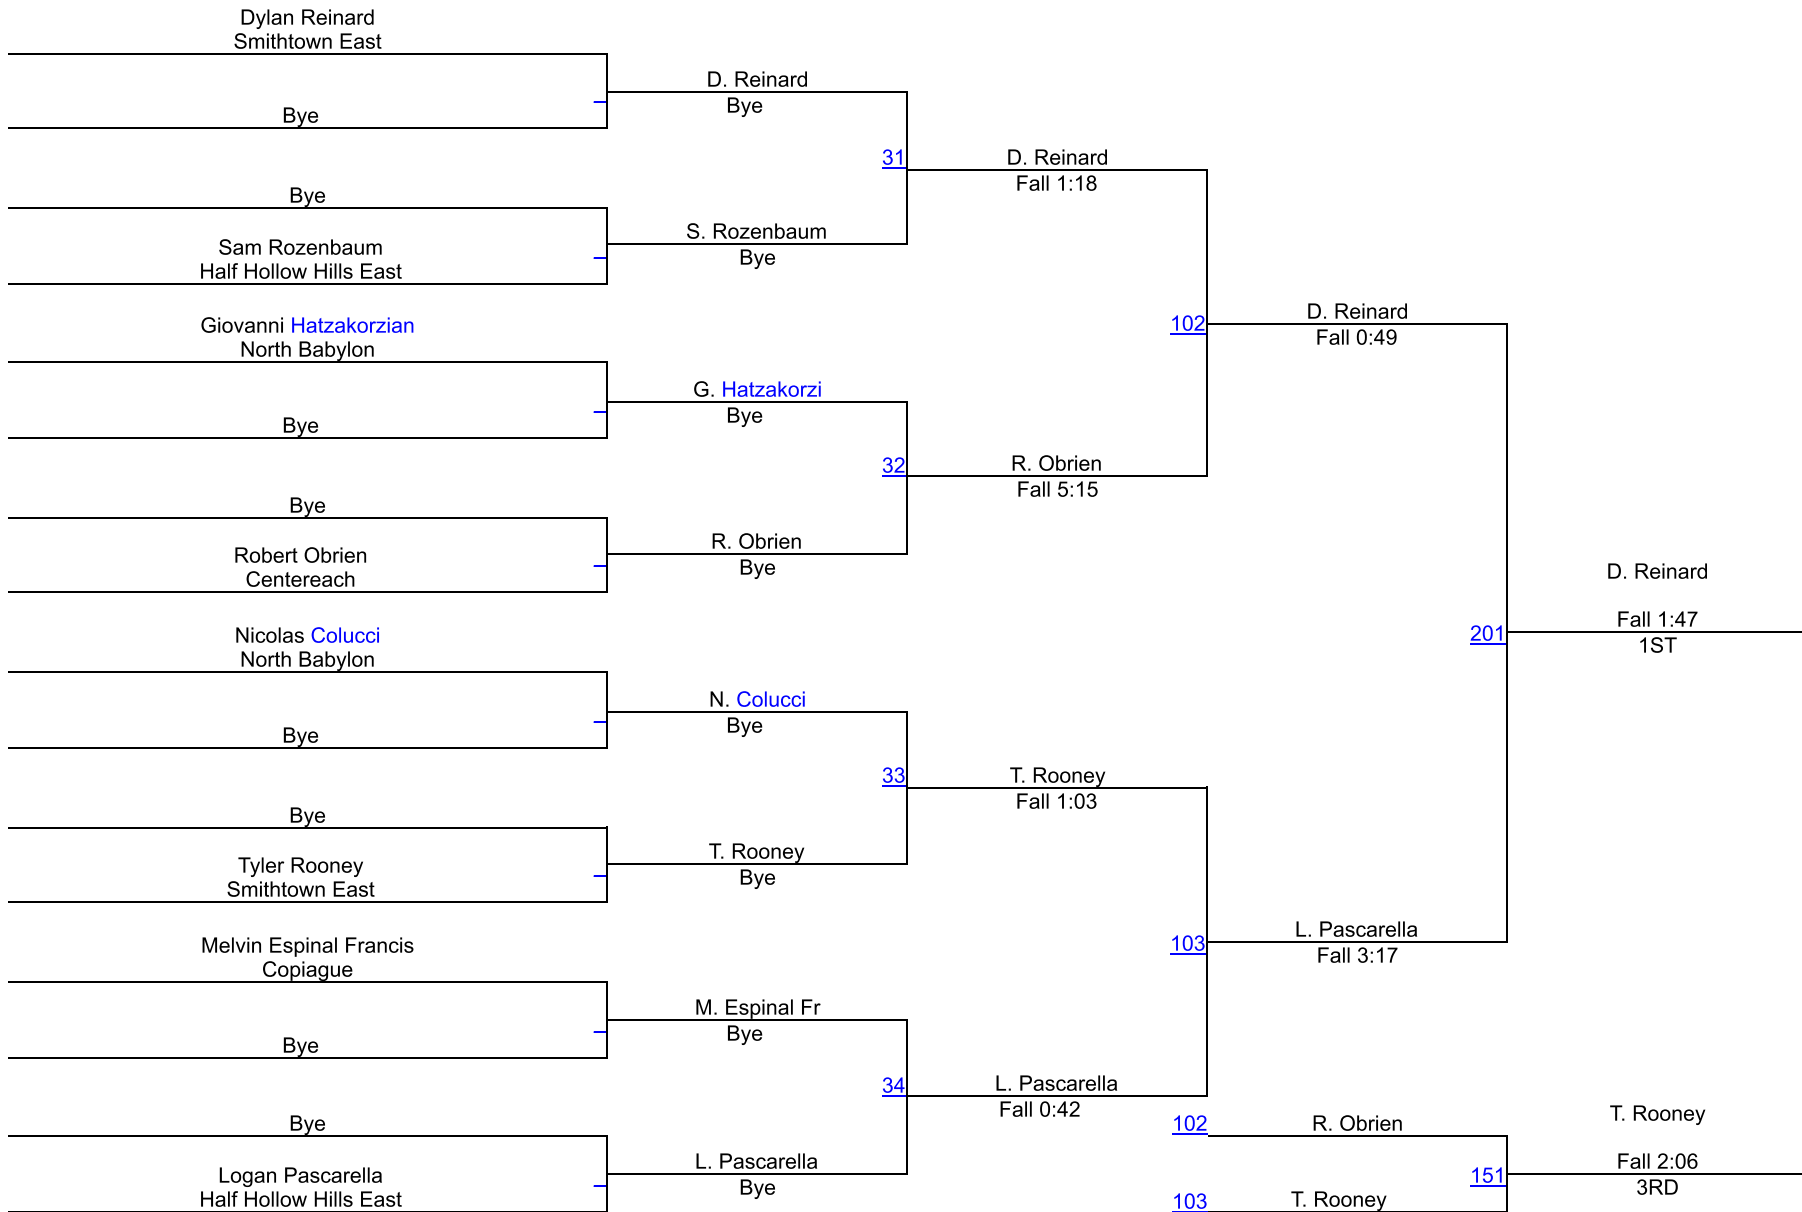 Dylan Reinard
Smithtown East
D. Reinard
Bye
Bye
31
D. Reinard
Fall 1:18
Bye
S. Rozenbaum
Bye
Sam Rozenbaum
Half Hollow Hills East
Giovanni Hatzakorzian
North Babylon
102
D. Reinard
Fall 0:49
G. Hatzakorzi
Bye
Bye
32
R. Obrien
Fall 5:15
Bye
R. Obrien
Bye
Robert Obrien
Centereach
D. Reinard
Fall 1:47
1ST
201
Nicolas Colucci
North Babylon
N. Colucci
Bye
Bye
33
T. Rooney
Fall 1:03
Bye
T. Rooney
Bye
Tyler Rooney
Smithtown East
Melvin Espinal Francis
Copiague
103
L. Pascarella
Fall 3:17
M. Espinal Fr
Bye
Bye
34
L. Pascarella
Fall 0:42
Bye
L. Pascarella
Bye
Logan Pascarella
Half Hollow Hills East
102
R. Obrien
T. Rooney
Fall 2:06
3RD
151
103
T. Rooney